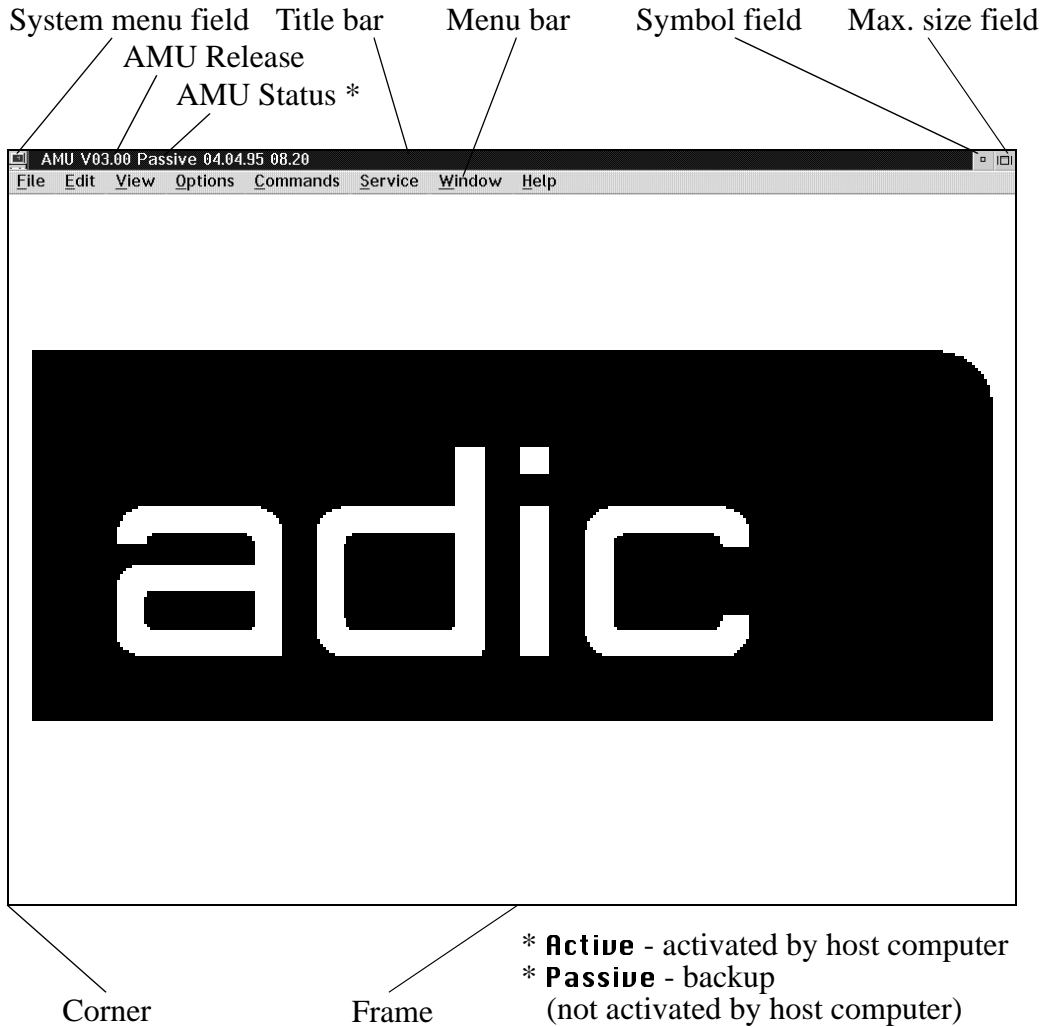 System menu field Title bar Menu bar Symbol field Max. size field
AMU Release
AMU Status *
AMU V03.00 Passive 04.04.95 08.20
File Edit View Options Commands Service Window Help
adic
* Active - activated by host computer
* Passive - backup
(not activated by host computer)
Corner Frame